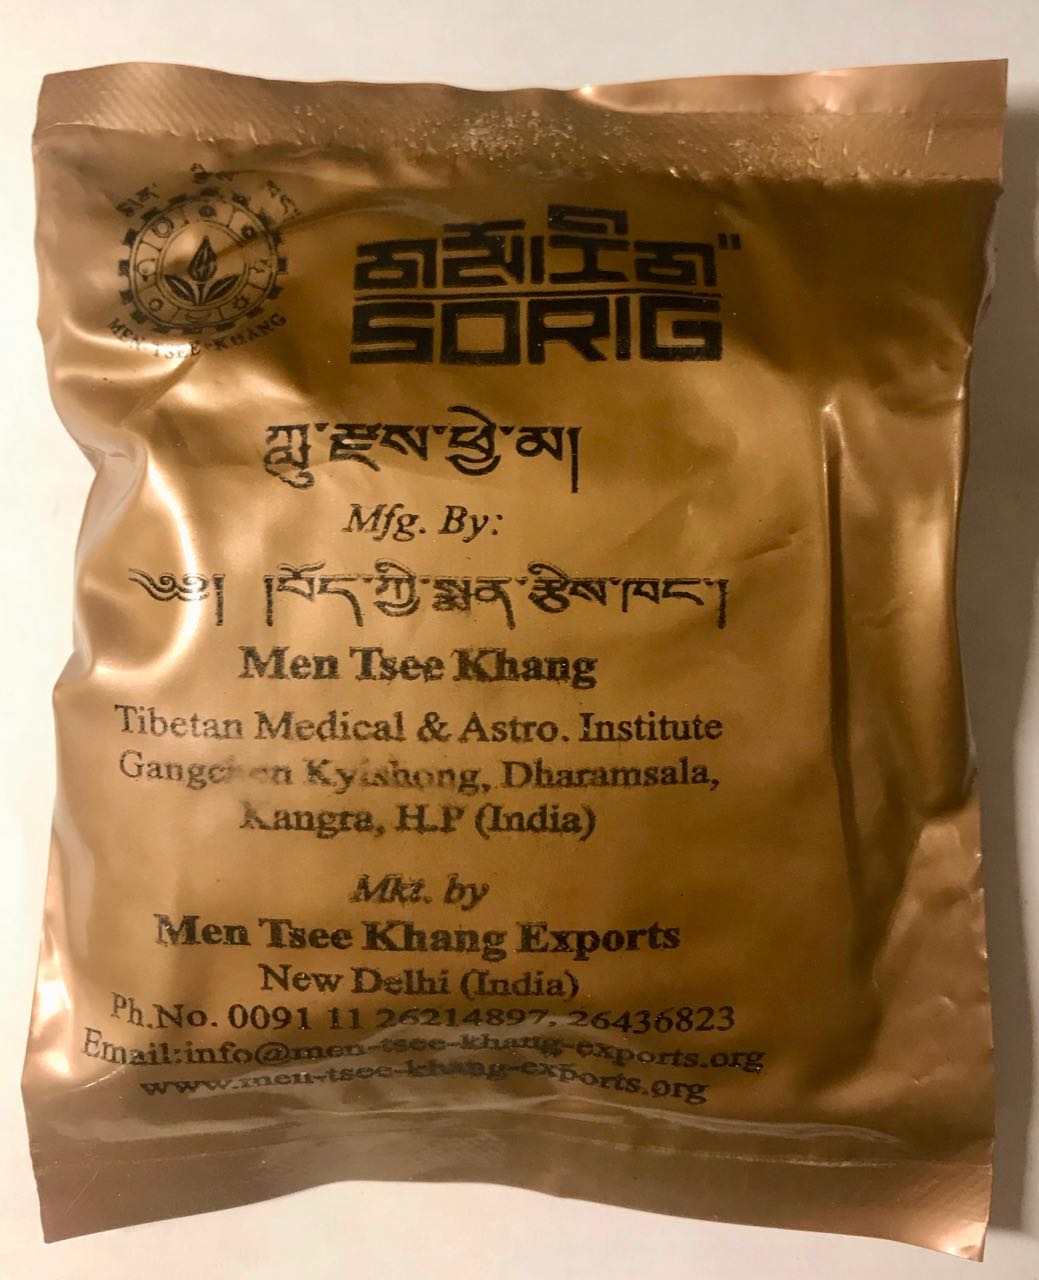 སྨན་རྩིས་ཁང་
MEN-TSEE-KHANG
གསོ་རིག"
SORIG
ཀླུ་རྫས་ཕྱེ་མ།
Mfg. By:
༄༅། །བོད་ཀྱི་སྨན་རྩིས་ཁང་།
Men Tsee Khang
Tibetan Medical & Astro. Institute
Gangchen Kyishong, Dharamsala,
Kangra, H.P (India)
Mkt. by
Men Tsee Khang Exports
New Delhi (India)
Ph.No. 0091 11 26214897, 26436823
Email:info@men-tsee-khang-exports.org
www.men-tsee-khang-exports.org